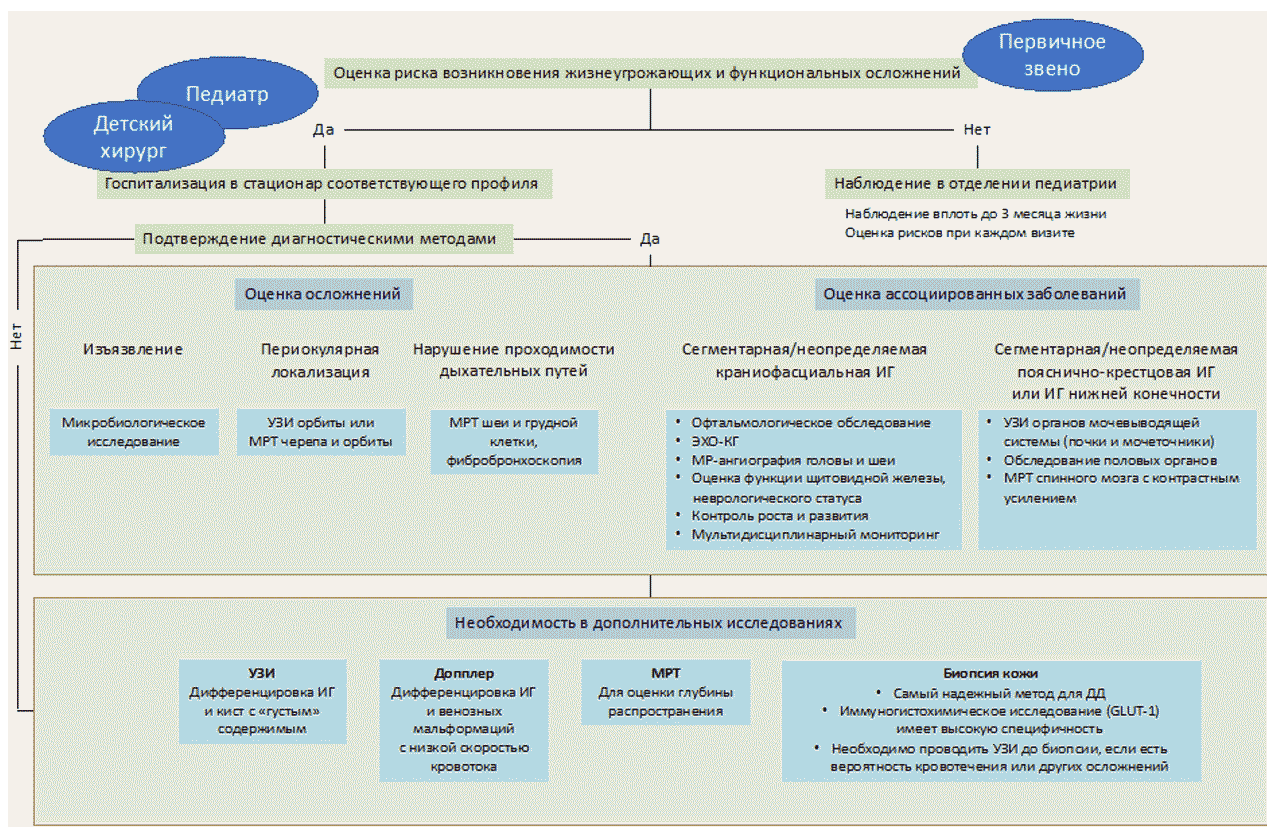 Первичное
звено
Оценка риска возникновения жизнеугрожающих и функциональных осложнений
Педиатр
Детский
хирург
Да
Нет
Госпитализация в стационар соответствующего профиля
Наблюдение в отделении педиатрии
Наблюдение вплоть до 3 месяца жизни
Оценка рисков при каждом визите
Подтверждение диагностическими методами
Да
Нет
Оценка осложнений
Изъязвление
Микробиологическое
исследование
Периокулярная
локализация
УЗИ орбиты или
МРТ черепа и орбиты
Нарушение проходимости
дыхательных путей
МРТ шеи и грудной
клетки,
фибробронхоскопия
Оценка ассоциированных заболеваний
Сегментарная/неопределяемая
краниофасциальная ИГ
• Офтальмологическое обследование
• ЭХО-КГ
• МР-ангиография головы и шеи
• Оценка функции щитовидной железы,
неврологического статуса
• Контроль роста и развития
• Мультидисциплинарный мониторинг
Сегментарная/неопределяемая
пояснично-крестцовая ИГ
или ИГ нижней конечности
• УЗИ органов мочевыводящей
системы (почки и мочеточники)
• Обследование половых органов
• МРТ спинного мозга с контрастным
усилением
Необходимость в дополнительных исследованиях
УЗИ
Дифференцировка ИГ
и кист с «густым»
содержимым
Допплер
Дифференцировка ИГ
и венозных
мальформаций
с низкой скоростью
кровотока
МРТ
Для оценки глубины
распространения
Биопсия кожи
• Самый надежный метод для ДД
• Иммуногистохимическое исследование (GLUT-1)
имеет высокую специфичность
• Необходимо проводить УЗИ до биопсии, если есть
вероятность кровотечения или других осложнений